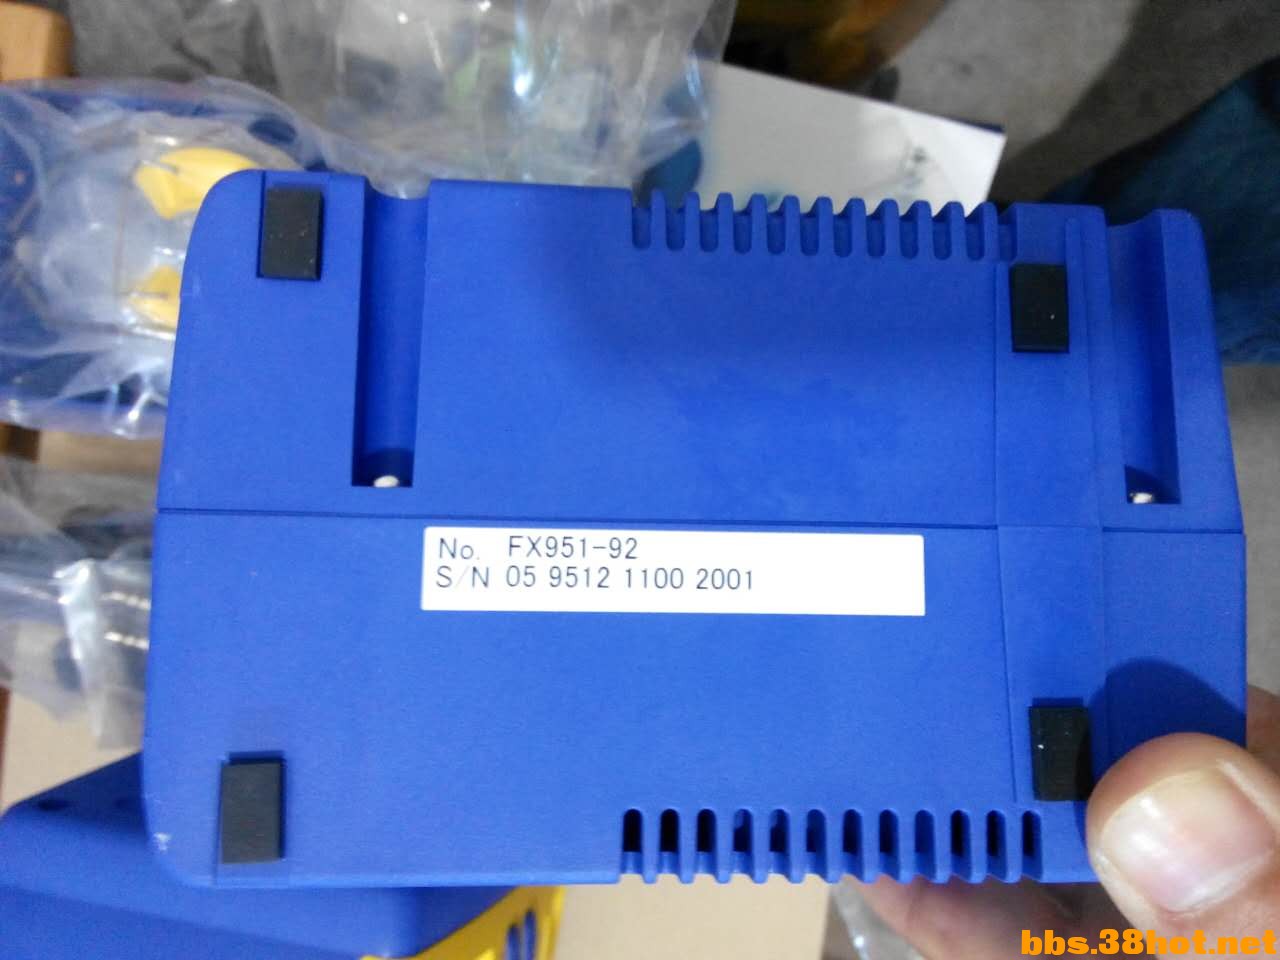 No. FX951-92
S/N 05 9512 1100 2001
bbs.38hot.net